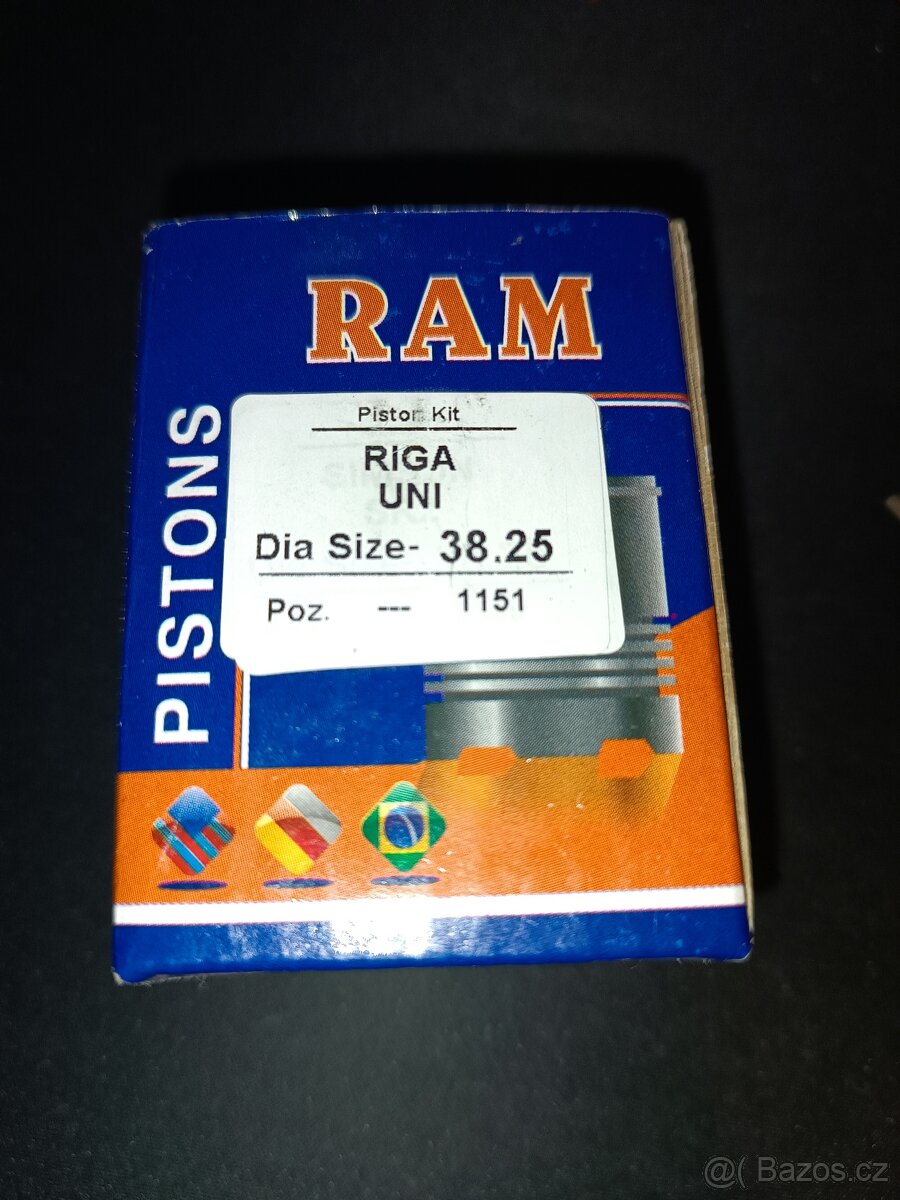 RAM
PISTONS
Piston Kit
RIGA
UNI
Dia Size- 38.25
Poz. --- 1151
@( Bazos.cz